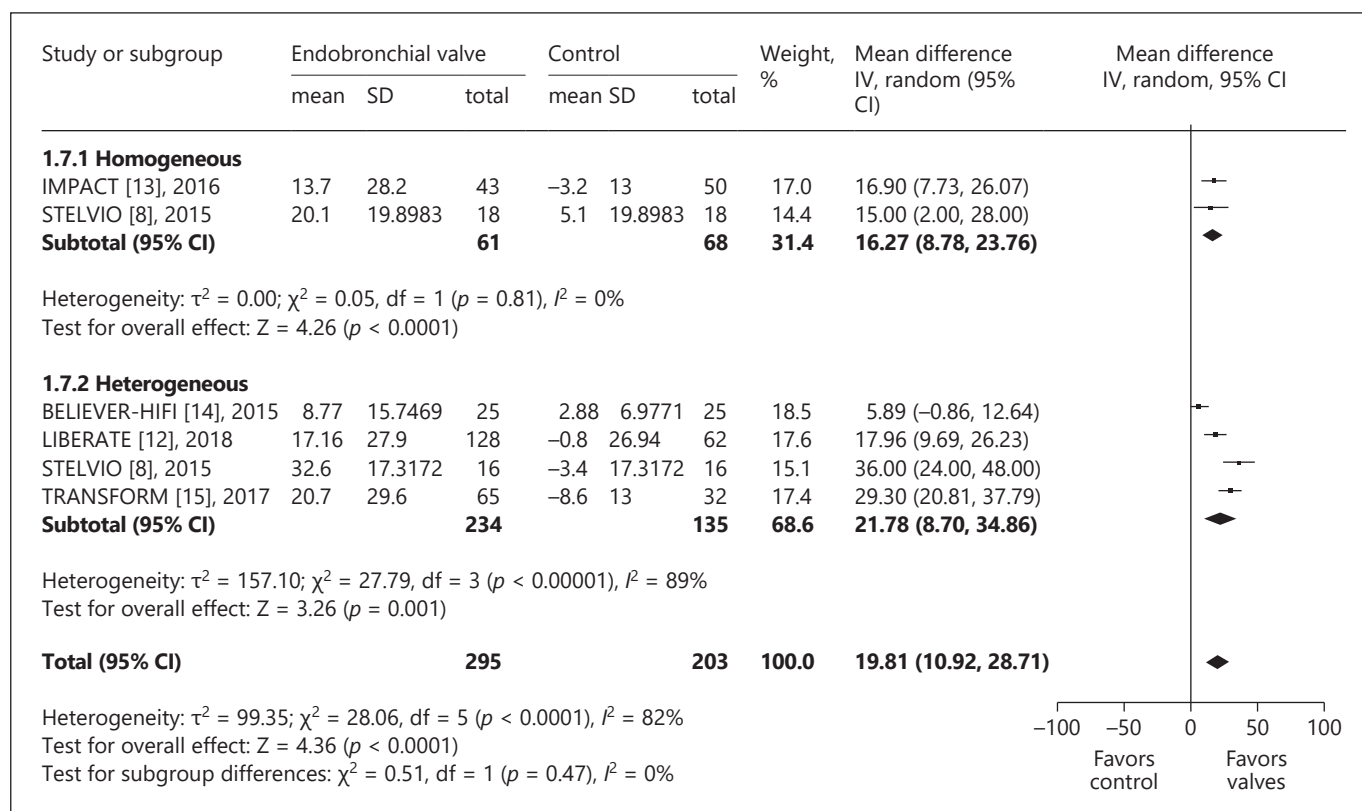 Study or subgroup Endobronchial valve Control Weight, % Mean difference IV, random (95% CI) Mean difference IV, random, 95% CI
mean SD total mean SD total
1.7.1 Homogeneous
IMPACT [13], 2016 13.7 28.2 43 –3.2 13 50 17.0 16.90 (7.73, 26.07)
STELVIO [8], 2015 20.1 19.8983 18 5.1 19.8983 18 14.4 15.00 (2.00, 28.00)
Subtotal (95% CI) 61 68 31.4 16.27 (8.78, 23.76)
Heterogeneity: τ² = 0.00; χ² = 0.05, df = 1 (p = 0.81), I² = 0%
Test for overall effect: Z = 4.26 (p < 0.0001)
1.7.2 Heterogeneous
BELIEVER-HIFI [14], 2015 8.77 15.7469 25 2.88 6.9771 25 18.5 5.89 (–0.86, 12.64)
LIBERATE [12], 2018 17.16 27.9 128 –0.8 26.94 62 17.6 17.96 (9.69, 26.23)
STELVIO [8], 2015 32.6 17.3172 16 –3.4 17.3172 16 15.1 36.00 (24.00, 48.00)
TRANSFORM [15], 2017 20.7 29.6 65 –8.6 13 32 17.4 29.30 (20.81, 37.79)
Subtotal (95% CI) 234 135 68.6 21.78 (8.70, 34.86)
Heterogeneity: τ² = 157.10; χ² = 27.79, df = 3 (p < 0.00001), I² = 89%
Test for overall effect: Z = 3.26 (p = 0.001)
Total (95% CI) 295 203 100.0 19.81 (10.92, 28.71)
Heterogeneity: τ² = 99.35; χ² = 28.06, df = 5 (p < 0.0001), I² = 82%
Test for overall effect: Z = 4.36 (p < 0.0001)
Test for subgroup differences: χ² = 0.51, df = 1 (p = 0.47), I² = 0%
–100 –50 0 50 100
Favors control Favors valves